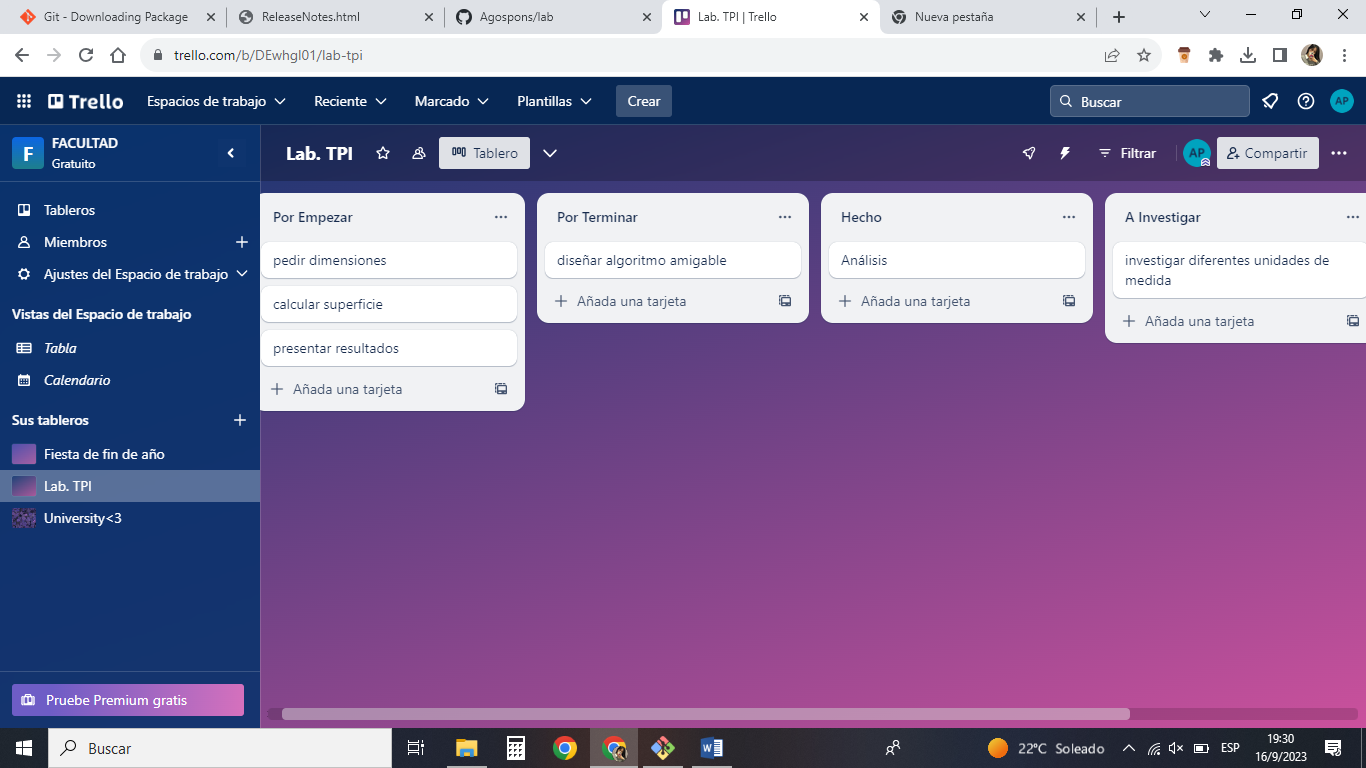 Git - Downloading Package
ReleaseNotes.html
Agospons/lab
Lab. TPI | Trello
Nueva pestaña
trello.com/b/DEwhgI01/lab-tpi
Trello
Espacios de trabajo
Reciente
Marcado
Plantillas
Crear
Buscar
AP
F
FACULTAD
Gratuito
Lab. TPI
Tablero
Filtrar
AP
Compartir
Tableros
Miembros
Ajustes del Espacio de trabajo
Vistas del Espacio de trabajo
Tabla
Calendario
Sus tableros
Fiesta de fin de año
Lab. TPI
University<3
Pruebe Premium gratis
Por Empezar
pedir dimensiones
calcular superficie
presentar resultados
Añada una tarjeta
Por Terminar
diseñar algoritmo amigable
Añada una tarjeta
Hecho
Análisis
Añada una tarjeta
A Investigar
investigar diferentes unidades de
medida
Añada una tarjeta
Buscar
22°C Soleado
ESP
19:30
16/9/2023